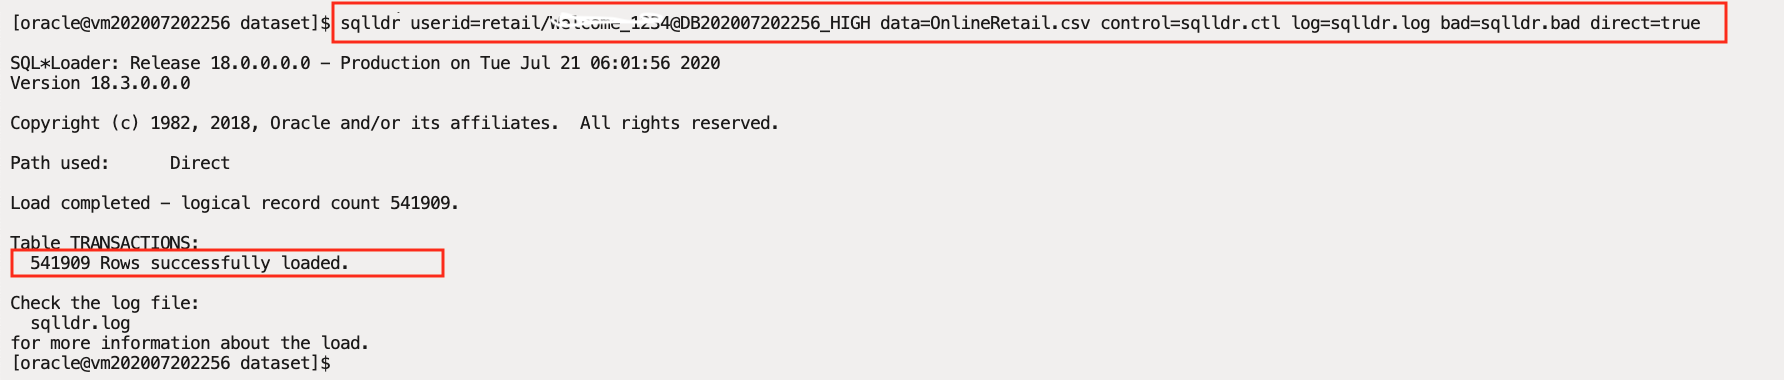 [oracle@vm202007202256 dataset]$ sqlldr userid=retail/ @DB202007202256_HIGH data=OnlineRetail.csv control=sqlldr.ctl log=sqlldr.log bad=sqlldr.bad direct=true
SQL*Loader: Release 18.0.0.0.0 – Production on Tue Jul 21 06:01:56 2020
Version 18.3.0.0.0
Copyright (c) 1982, 2018, Oracle and/or its affiliates.  All rights reserved.
Path used:      Direct
Load completed – logical record count 541909.
Table TRANSACTIONS:
541909 Rows successfully loaded.
Check the log file:
sqlldr.log
for more information about the load.
[oracle@vm202007202256 dataset]$